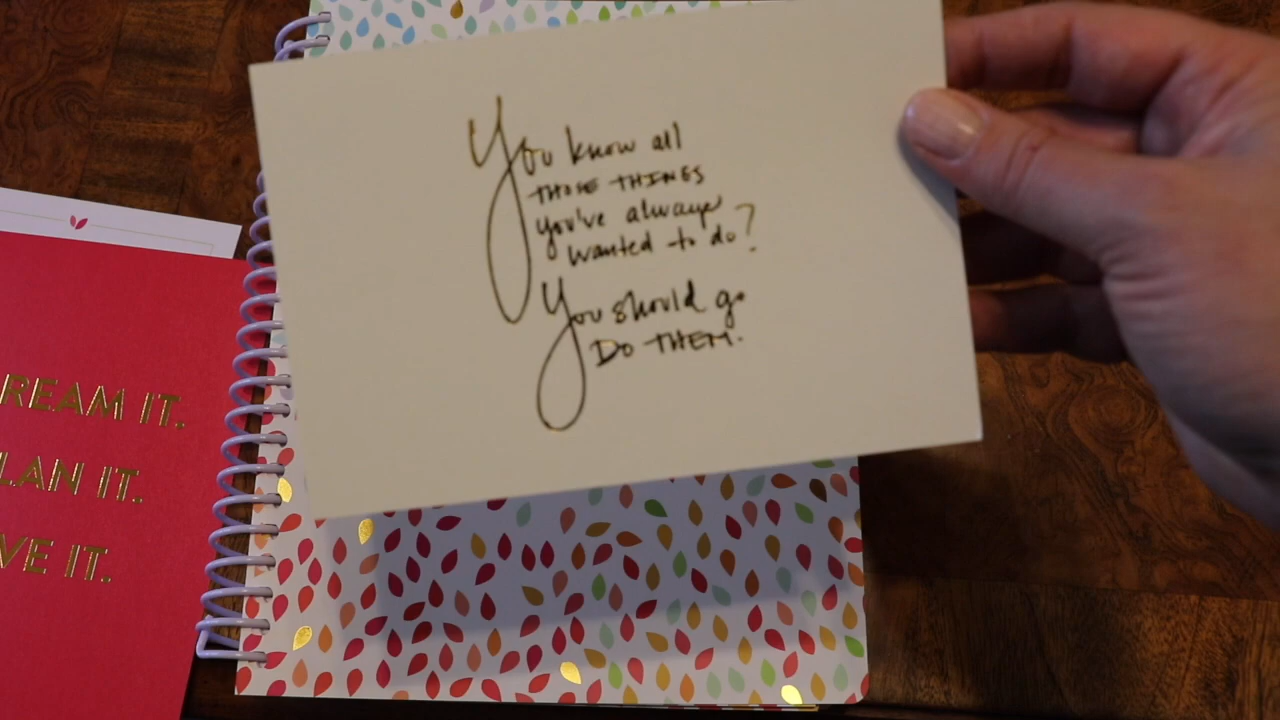 You know all
THOSE THINGS
you've always
wanted to do?
You should go
DO THEM.
REAM IT.
LAN IT.
VE IT.